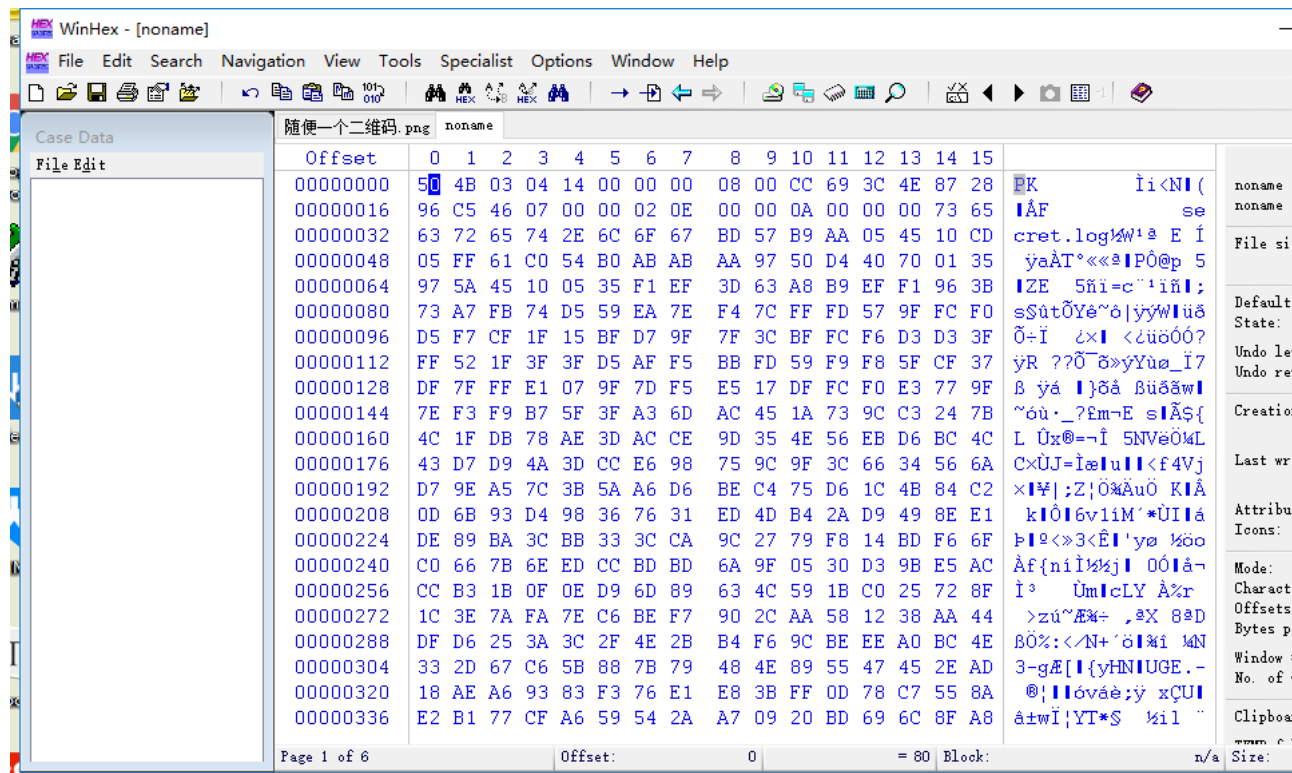 WinHex - [noname]
File Edit Search Navigation View Tools Specialist Options Window Help
Case Data
File Edit
随便一个二维码.png noname
Offset 0 1 2 3 4 5 6 7 8 9 10 11 12 13 14 15
00000000 50 4B 03 04 14 00 00 00 08 00 CC 69 3C 4E 87 28
00000016 96 C5 46 07 00 00 02 0E 00 00 0A 00 00 00 73 65
00000032 63 72 65 74 2E 6C 6F 67 BD 57 B9 AA 05 45 10 CD
00000048 05 FF 61 C0 54 B0 AB AB AA 97 50 D4 40 70 01 35
00000064 97 5A 45 10 05 35 F1 EF 3D 63 A8 B9 EF F1 96 3B
00000080 73 A7 FB 74 D5 59 EA 7E F4 7C FF FD 57 9F FC F0
00000096 D5 F7 CF 1F 15 BF D7 9F 7F 3C BF FC F6 D3 D3 3F
00000112 FF 52 1F 3F 3F D5 AF F5 BB FD 59 F9 F8 5F CF 37
00000128 DF 7F FF E1 07 9F 7D F5 E5 17 DF FC F0 E3 77 9F
00000144 7E F3 F9 B7 5F 3F A3 6D AC 45 1A 73 9C C3 24 7B
00000160 4C 1F DB 78 AE 3D AC CE 9D 35 4E 56 EB D6 BC 4C
00000176 43 D7 D9 4A 3D CC E6 98 75 9C 9F 3C 66 34 56 6A
00000192 D7 9E A5 7C 3B 5A A6 D6 BE C4 75 D6 1C 4B 84 C2
00000208 0D 6B 93 D4 98 36 76 31 ED 4D B4 2A D9 49 8E E1
00000224 DE 89 BA 3C BB 33 3C CA 9C 27 79 F8 14 BD F6 6F
00000240 C0 66 7B 6E ED CC BD BD 6A 9F 05 30 D3 9B E5 AC
00000256 CC B3 1B 0F 0E D9 6D 89 63 4C 59 1B C0 25 72 8F
00000272 1C 3E 7A FA 7E C6 BE F7 90 2C AA 58 12 38 AA 44
00000288 DF D6 25 3A 3C 2F 4E 2B B4 F6 9C BE EE A0 BC 4E
00000304 33 2D 67 C6 5B 88 7B 79 48 4E 89 55 47 45 2E AD
00000320 18 AE A6 93 83 F3 76 E1 E8 3B FF 0D 78 C7 55 8A
00000336 E2 B1 77 CF A6 59 54 2A A7 09 20 BD 69 6C 8F A8
noname
noname
File si
Default
State:
Undo le
Undo re
Creatio
Last wr
Attribu
Icons:
Mode:
Charact
Offsets
Bytes p
Window
No. of
Clipboa
Page 1 of 6 Offset: 0 = 80 Block: n/a Size: